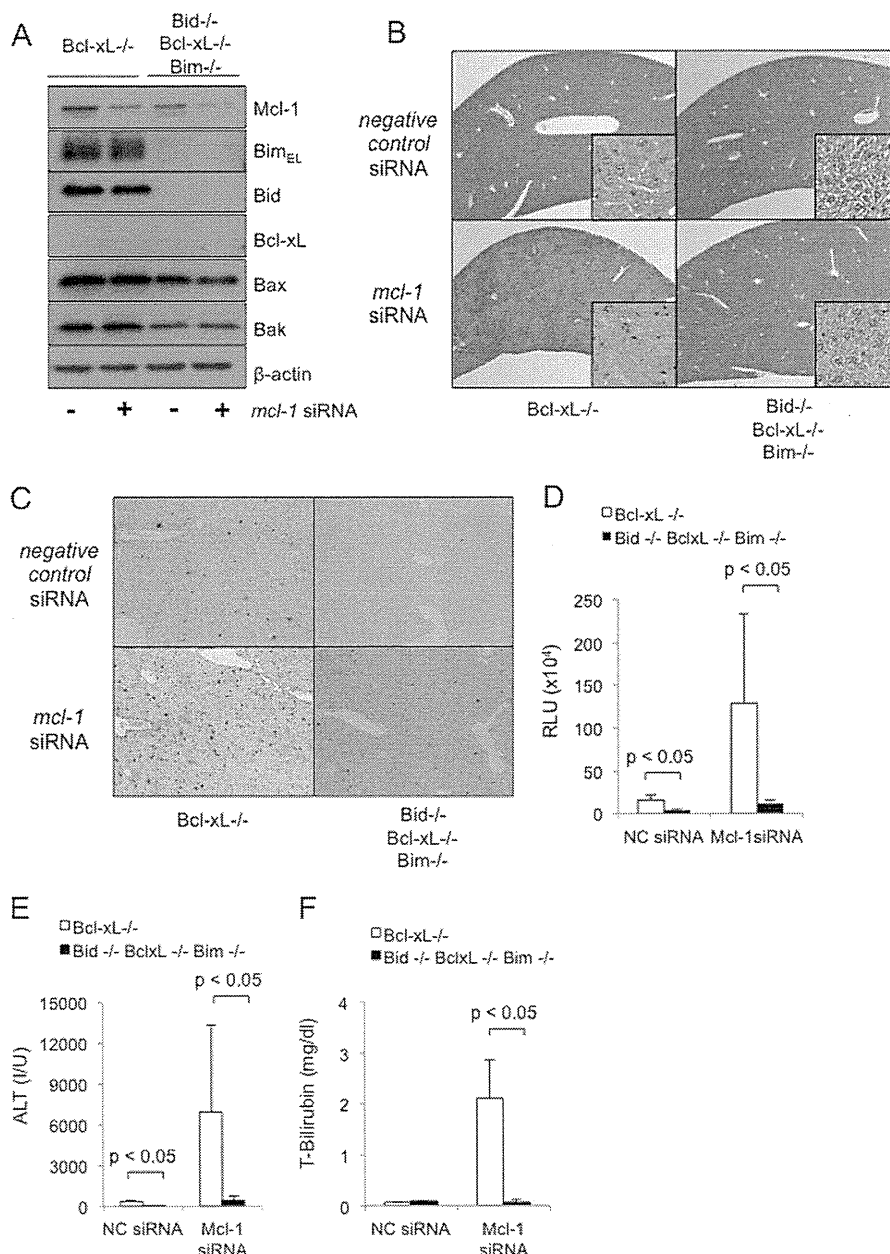 A
Bcl-xL-/-
Bid-/-
Bcl-xL-/-
Bim-/-
Mcl-1
BimEL
Bid
Bcl-xL
Bax
Bak
β-actin
- + - + mcl-1 siRNA
B
negative
control
siRNA
mcl-1
siRNA
Bcl-xL-/-
Bid-/-
Bcl-xL-/-
Bim-/-
C
negative
control
siRNA
mcl-1
siRNA
Bcl-xL-/-
Bid-/-
Bcl-xL-/-
Bim-/-
D
Bcl-xL -/-
Bid -/- BclxL -/- Bim -/-
p < 0.05
p < 0.05
RLU (x10⁴)
250
200
150
100
50
0
NC siRNA Mcl-1siRNA
E
Bcl-xL-/-
Bid -/- BclxL -/- Bim -/-
p < 0.05
p < 0.05
ALT (I/U)
15000
12000
9000
6000
3000
0
NC siRNA Mcl-1
siRNA
F
Bcl-xL-/-
Bid -/- BclxL -/- Bim -/-
p < 0.05
T-Bilirubin (mg/dl)
4
3
2
1
0
NC siRNA Mcl-1
siRNA